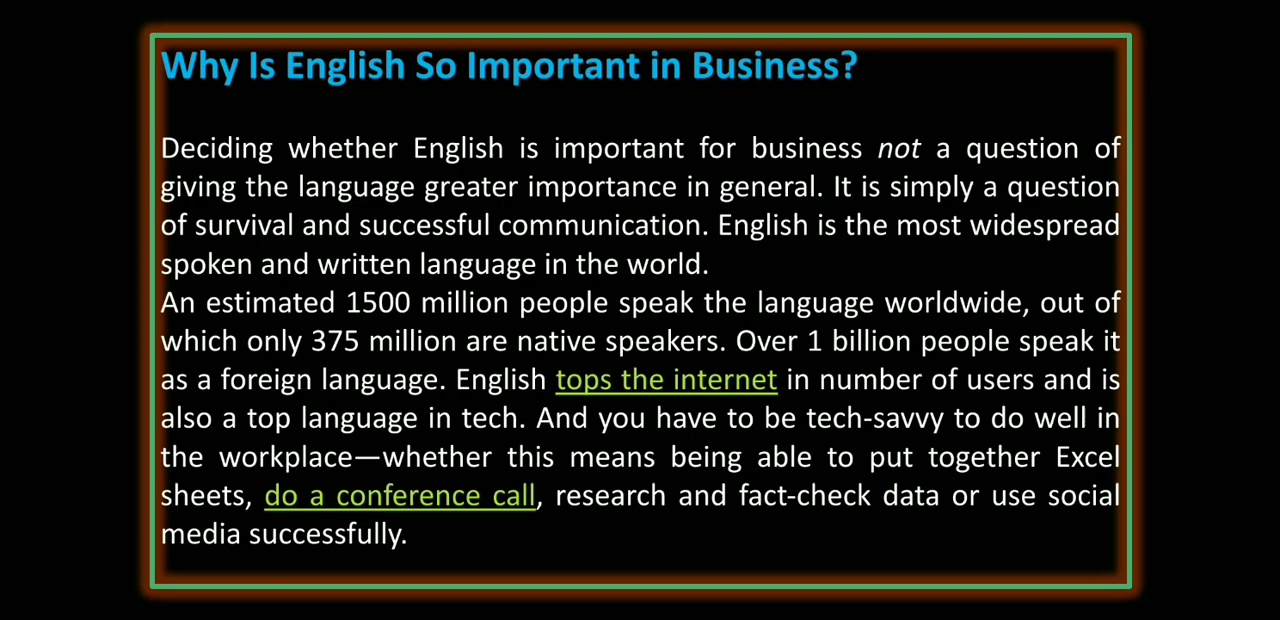 Why Is English So Important in Business?
Deciding whether English is important for business not a question of
giving the language greater importance in general. It is simply a question
of survival and successful communication. English is the most widespread
spoken and written language in the world.
An estimated 1500 million people speak the language worldwide, out of
which only 375 million are native speakers. Over 1 billion people speak it
as a foreign language. English tops the internet in number of users and is
also a top language in tech. And you have to be tech-savvy to do well in
the workplace—whether this means being able to put together Excel
sheets, do a conference call, research and fact-check data or use social
media successfully.